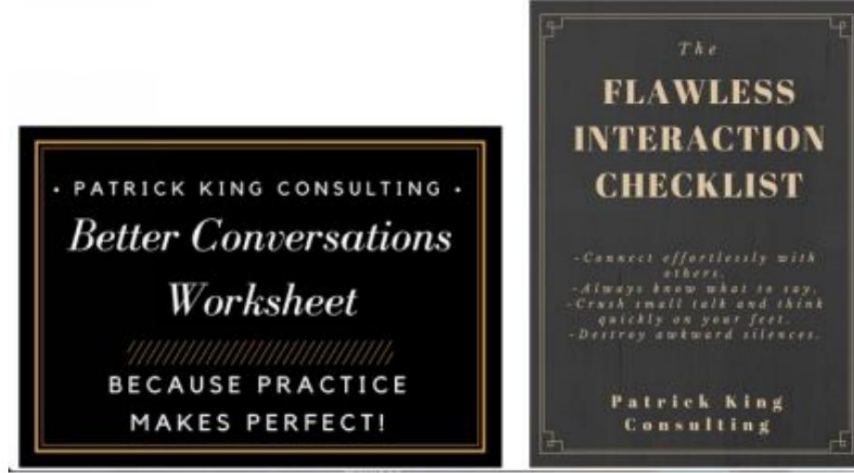 • PATRICK KING CONSULTING •
Better Conversations
Worksheet
BECAUSE PRACTICE
MAKES PERFECT!
The
FLAWLESS
INTERACTION
CHECKLIST
-Connect effortlessly with
others.
-Always know what to say.
-Crush small talk and think
quickly on your feet.
-Destroy awkward silences.
Patrick King
Consulting